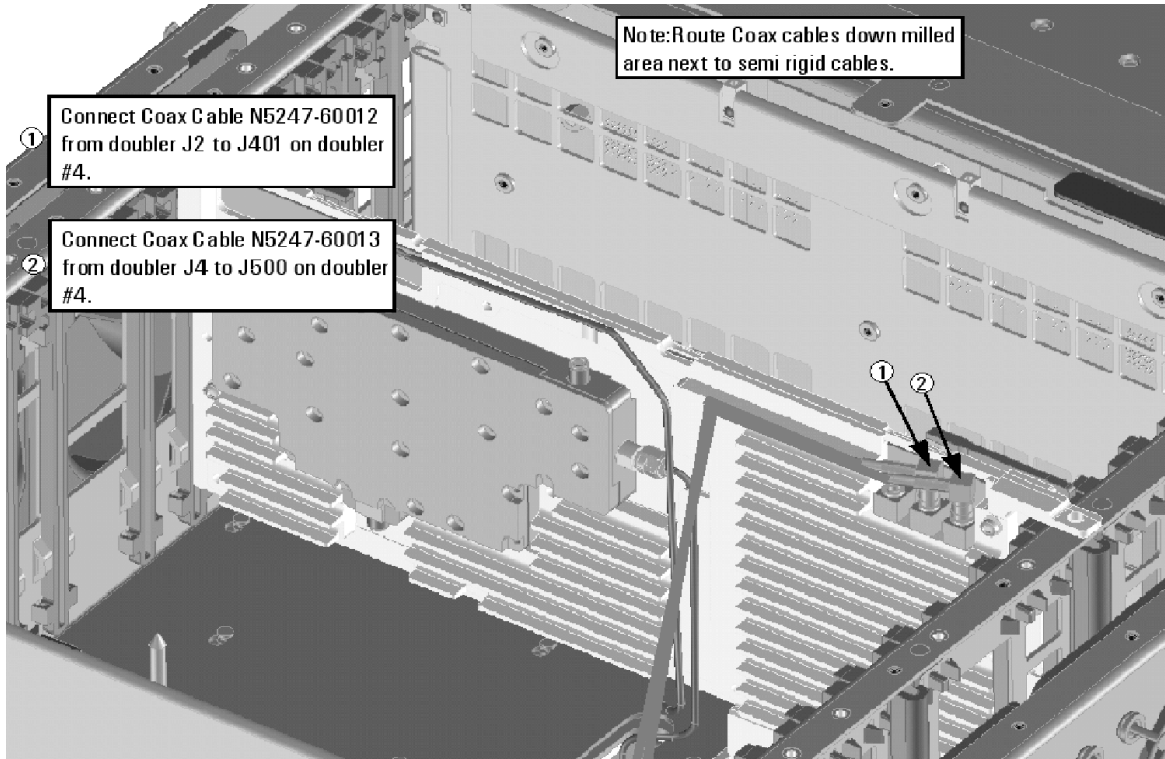 Note:Route Coax cables down milled
area next to semi rigid cables.
1
Connect Coax Cable N5247-60012
from doubler J2 to J401 on doubler
#4.
2
Connect Coax Cable N5247-60013
from doubler J4 to J500 on doubler
#4.
1
2